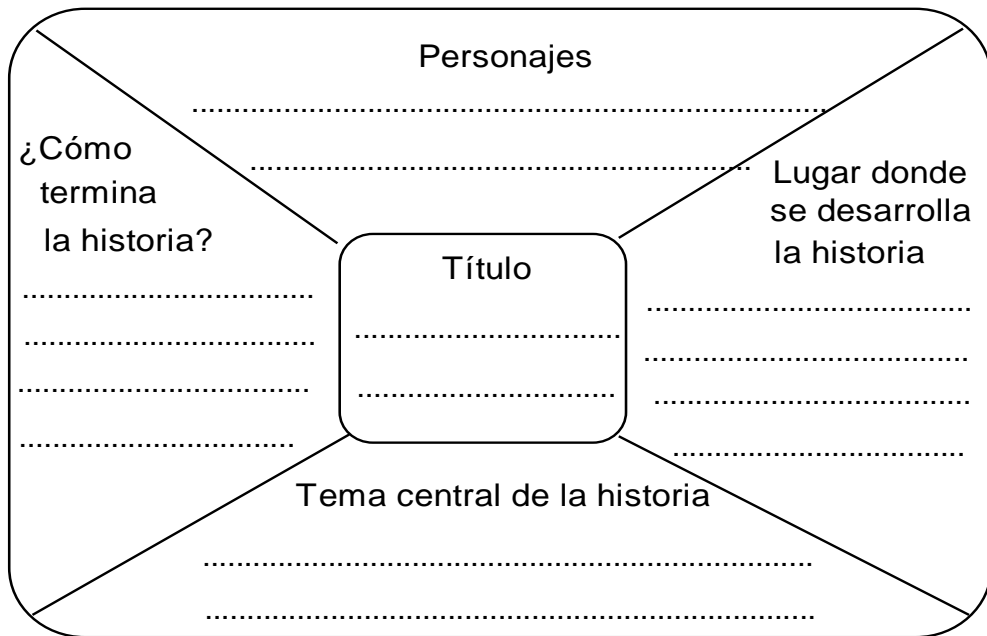 Personajes
................................................................................
...............................................................
¿Cómo
termina
la historia?
....................................
....................................
....................................
..................................
Título
.................................
................................
Lugar donde
se desarrolla
la historia
........................................
........................................
.......................................
....................................
Tema central de la historia
............................................................................
............................................................................